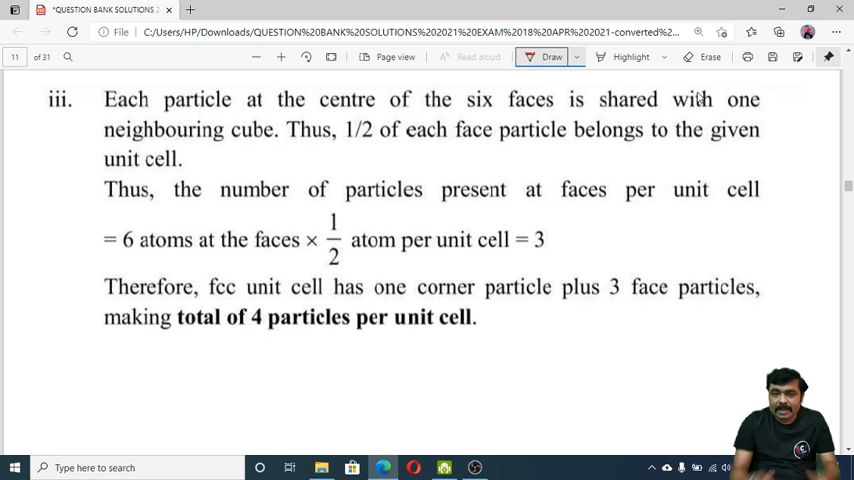 *QUESTION BANK SOLUTIONS 2
File
C:/Users/HP/Downloads/QUESTION%20BANK%20SOLUTIONS%202021%20EXAM%2018%20APR%202021-converted%...
11 of 31
Page view
Read aloud
Draw
Highlight
Erase
iii. Each particle at the centre of the six faces is shared with one
neighbouring cube. Thus, 1/2 of each face particle belongs to the given
unit cell.
Thus, the number of particles present at faces per unit cell
= 6 atoms at the faces × 1/2 atom per unit cell = 3
Therefore, fcc unit cell has one corner particle plus 3 face particles,
making total of 4 particles per unit cell.
Type here to search